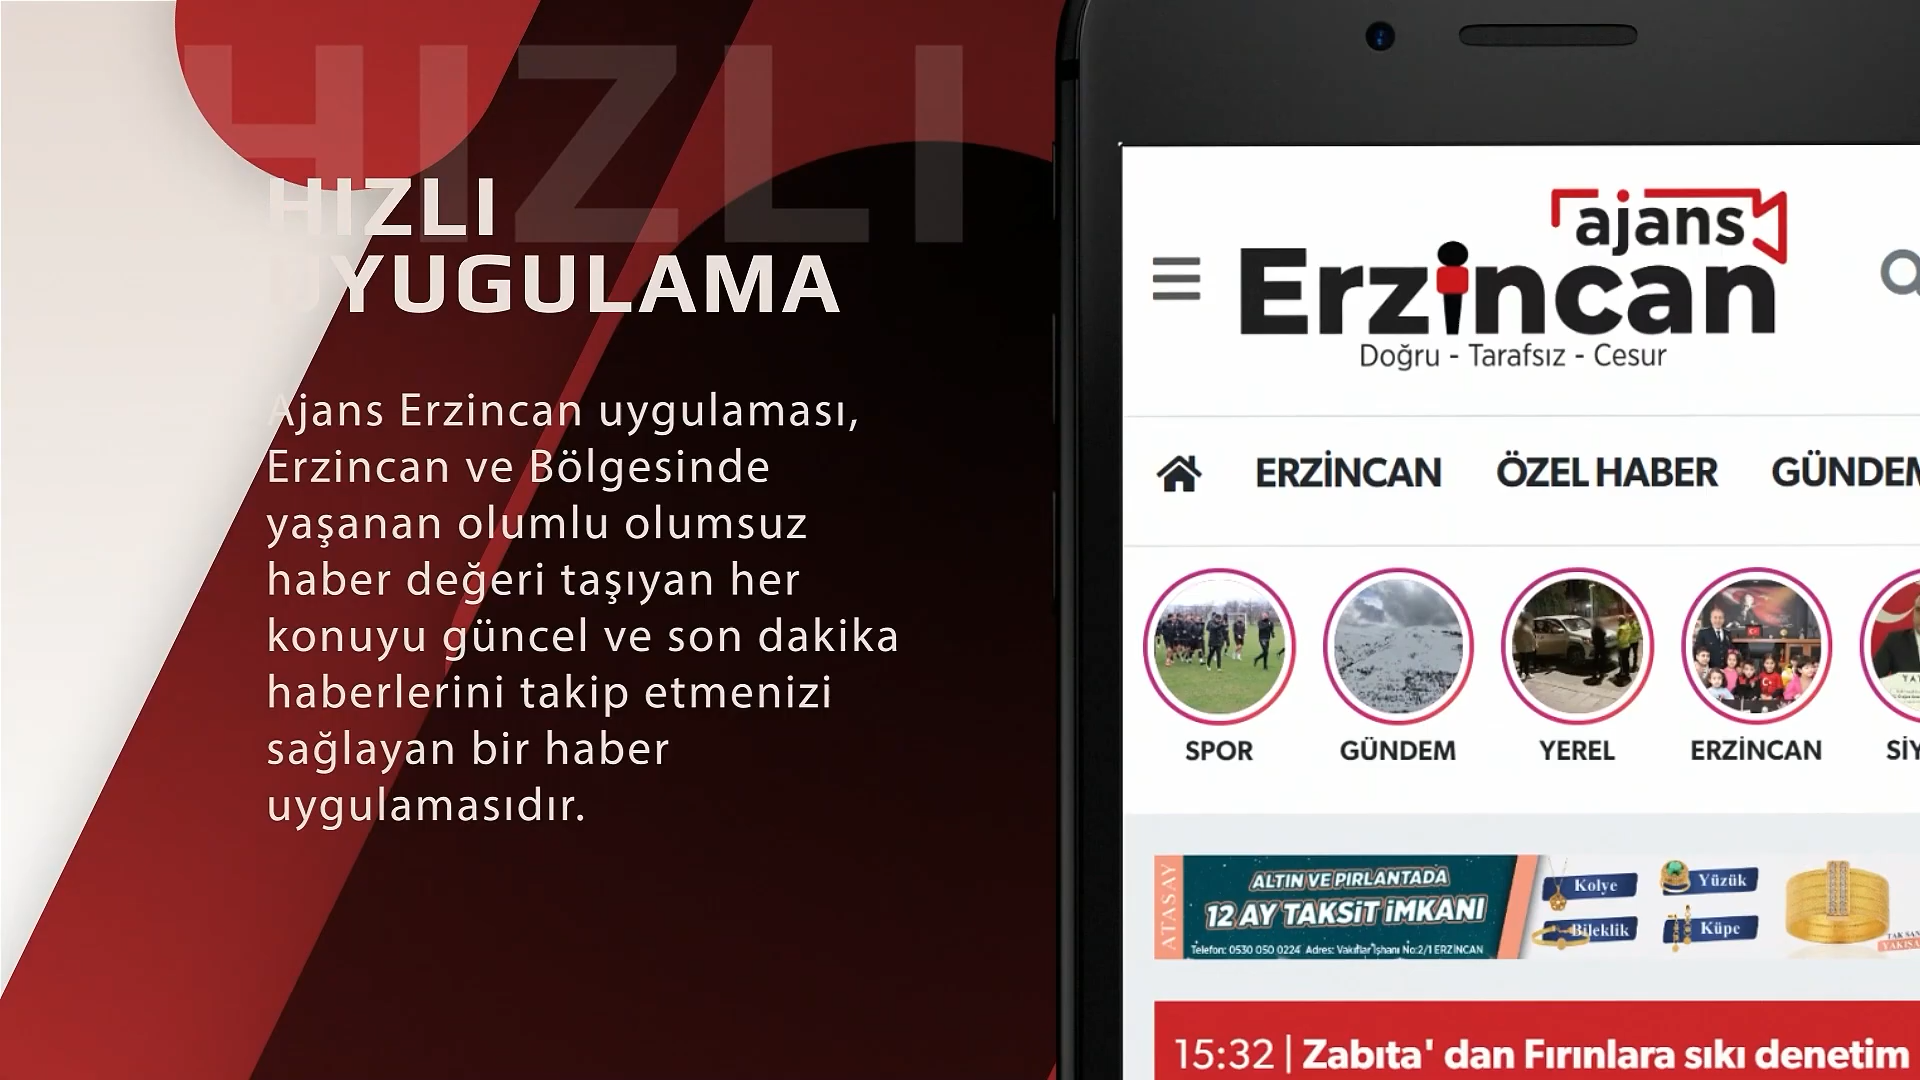 HIZLI
HIZLI
UYUGULAMA
Ajans Erzincan uygulaması,
Erzincan ve Bölgesinde
yaşanan olumlu olumsuz
haber değeri taşıyan her
konuyu güncel ve son dakika
haberlerini takip etmenizi
sağlayan bir haber
uygulamasıdır.
ajans
Erzincan
Doğru - Tarafsız - Cesur
ERZİNCAN ÖZEL HABER GÜNDEM
SPOR GÜNDEM YEREL ERZİNCAN SİY
ATASAY
ALTIN VE PIRLANTADA
12 AY TAKSİT İMKANI
Telefon: 0530 050 0224 Adres: Vakıflar İşhanı No:2/1 ERZİNCAN
Kolye Yüzük
Bileklik Küpe
15:32 | Zabıta' dan Fırınlara sıkı denetim